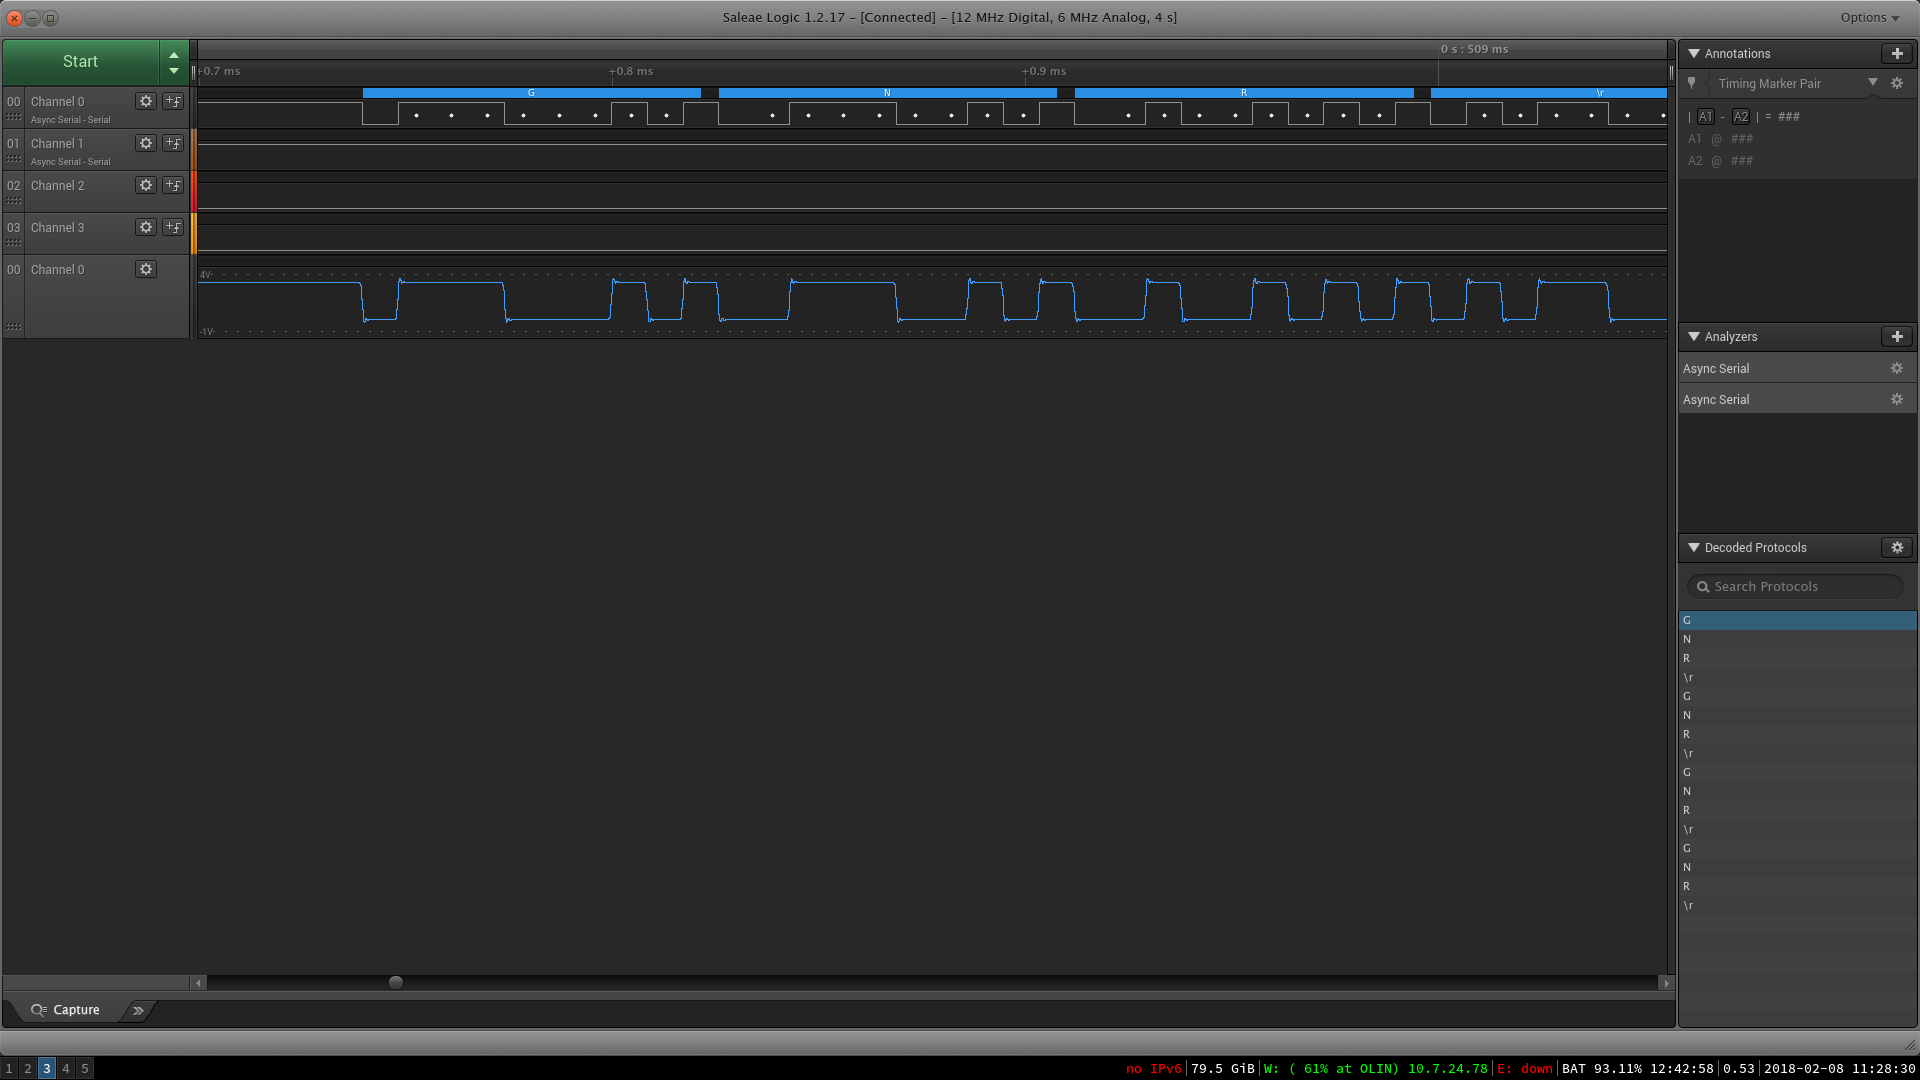 Saleae Logic 1.2.17 - [Connected] - [12 MHz Digital, 6 MHz Analog, 4 s]
Options
Start
0 s : 509 ms
+0.7 ms
+0.8 ms
+0.9 ms
G
N
R
\r
00
Channel 0
Async Serial - Serial
01
Channel 1
Async Serial - Serial
02
Channel 2
03
Channel 3
00
Channel 0
4V
-1V
Annotations
Timing Marker Pair
| A1 - A2 | = ###
A1 @ ###
A2 @ ###
Analyzers
Async Serial
Async Serial
Decoded Protocols
Search Protocols
G
N
R
\r
G
N
R
\r
G
N
R
\r
G
N
R
\r
Capture
1 2 3 4 5
no IPv6|79.5 GiB|W: ( 61% at OLIN) 10.7.24.78|E: down|BAT 93.11% 12:42:58|0.53|2018-02-08 11:28:30